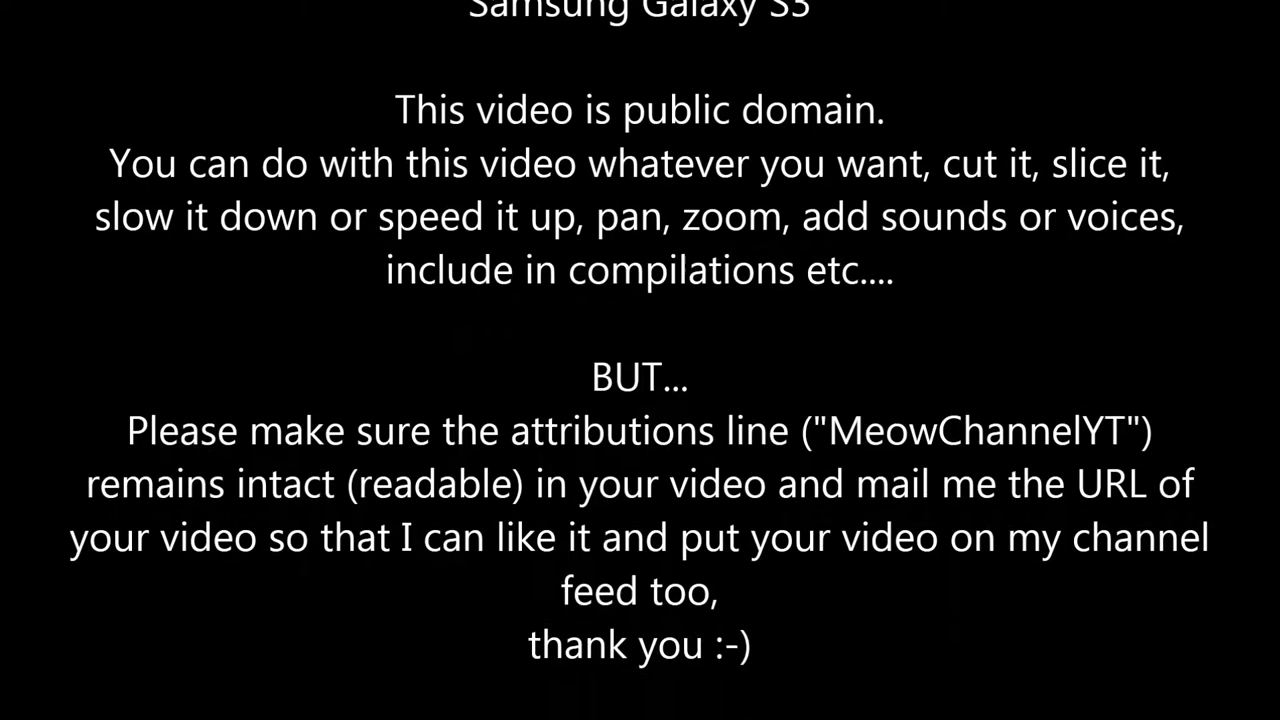 Samsung Galaxy S3
This video is public domain.
You can do with this video whatever you want, cut it, slice it,
slow it down or speed it up, pan, zoom, add sounds or voices,
include in compilations etc....
BUT...
Please make sure the attributions line ("MeowChannelYT")
remains intact (readable) in your video and mail me the URL of
your video so that I can like it and put your video on my channel
feed too,
thank you :-)